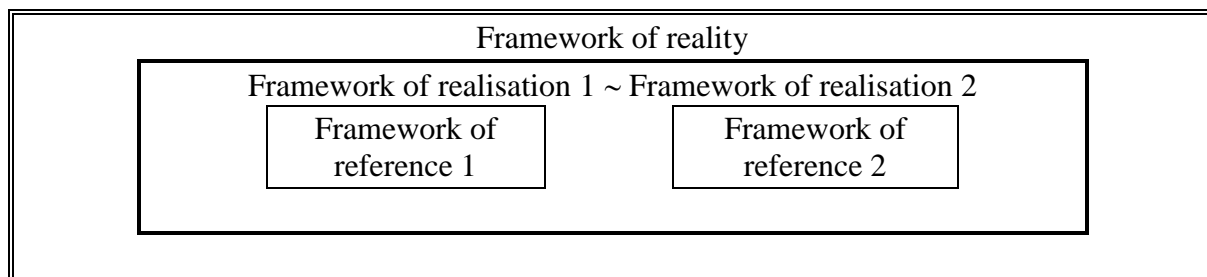 Framework of reality
Framework of realisation 1 ~ Framework of realisation 2
Framework of
reference 1
Framework of
reference 2